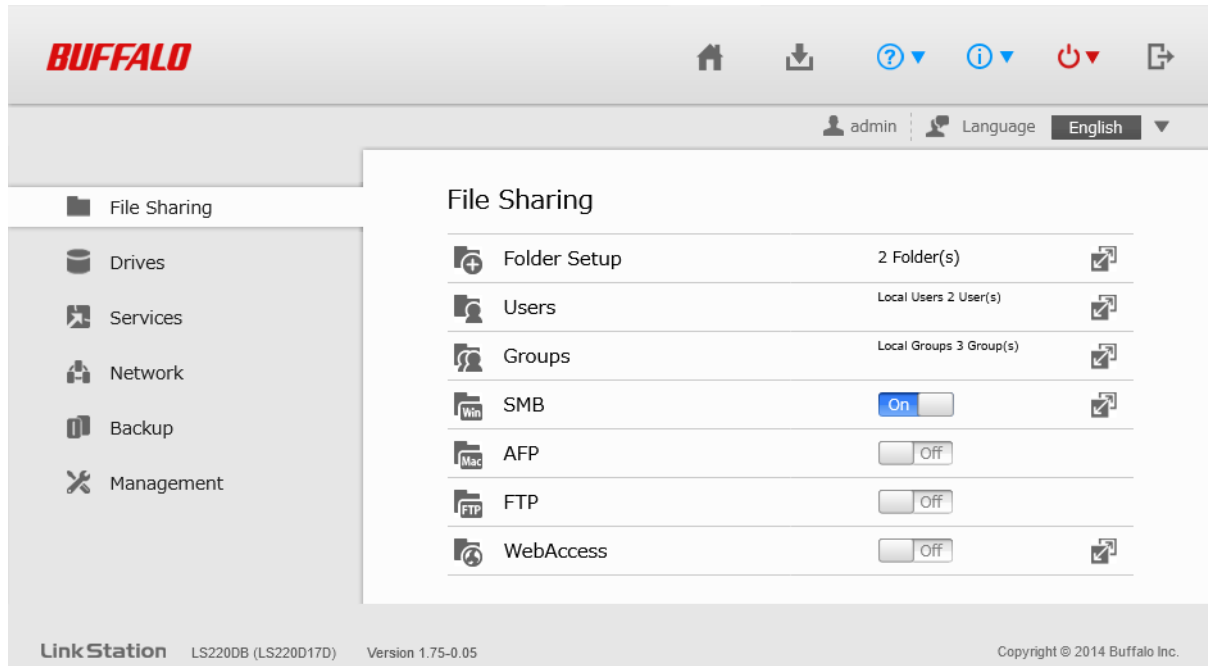 BUFFALO
admin Language English
File Sharing
Drives
Services
Network
Backup
Management
File Sharing
Folder Setup 2 Folder(s)
Users Local Users 2 User(s)
Groups Local Groups 3 Group(s)
Win SMB On
Mac AFP Off
FTP FTP Off
WebAccess Off
LinkStation LS220DB (LS220D17D) Version 1.75-0.05 Copyright © 2014 Buffalo Inc.